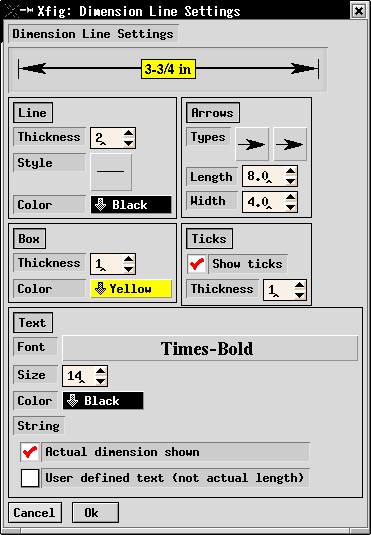 Xfig: Dimension Line Settings
Dimension Line Settings
3-3/4 in
Line
Thickness 2
Style
Color Black
Arrows
Types
Length 8.0
Width 4.0
Box
Thickness 1
Color Yellow
Ticks
Show ticks
Thickness 1
Text
Font Times-Bold
Size 14
Color Black
String
Actual dimension shown
User defined text (not actual length)
Cancel Ok